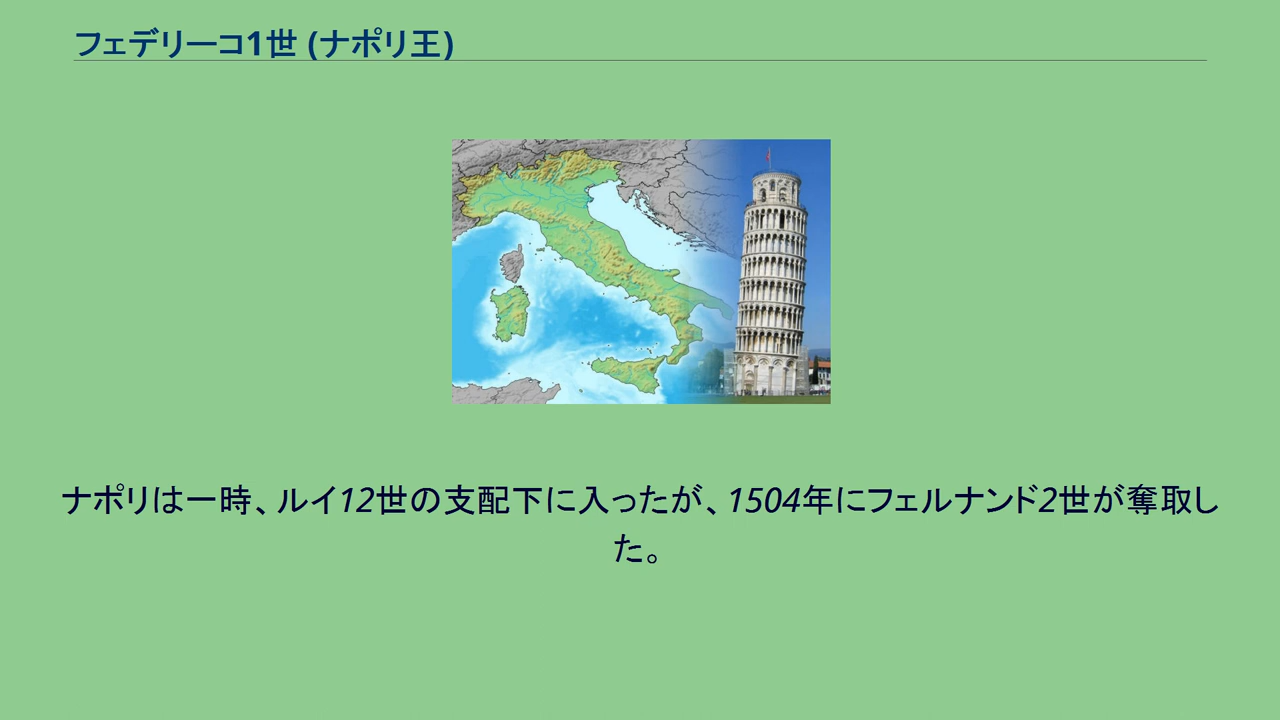 フェデリーコ1世 (ナポリ王)
ナポリは一時、ルイ12世の支配下に入ったが、1504年にフェルナンド2世が奪取し
た。